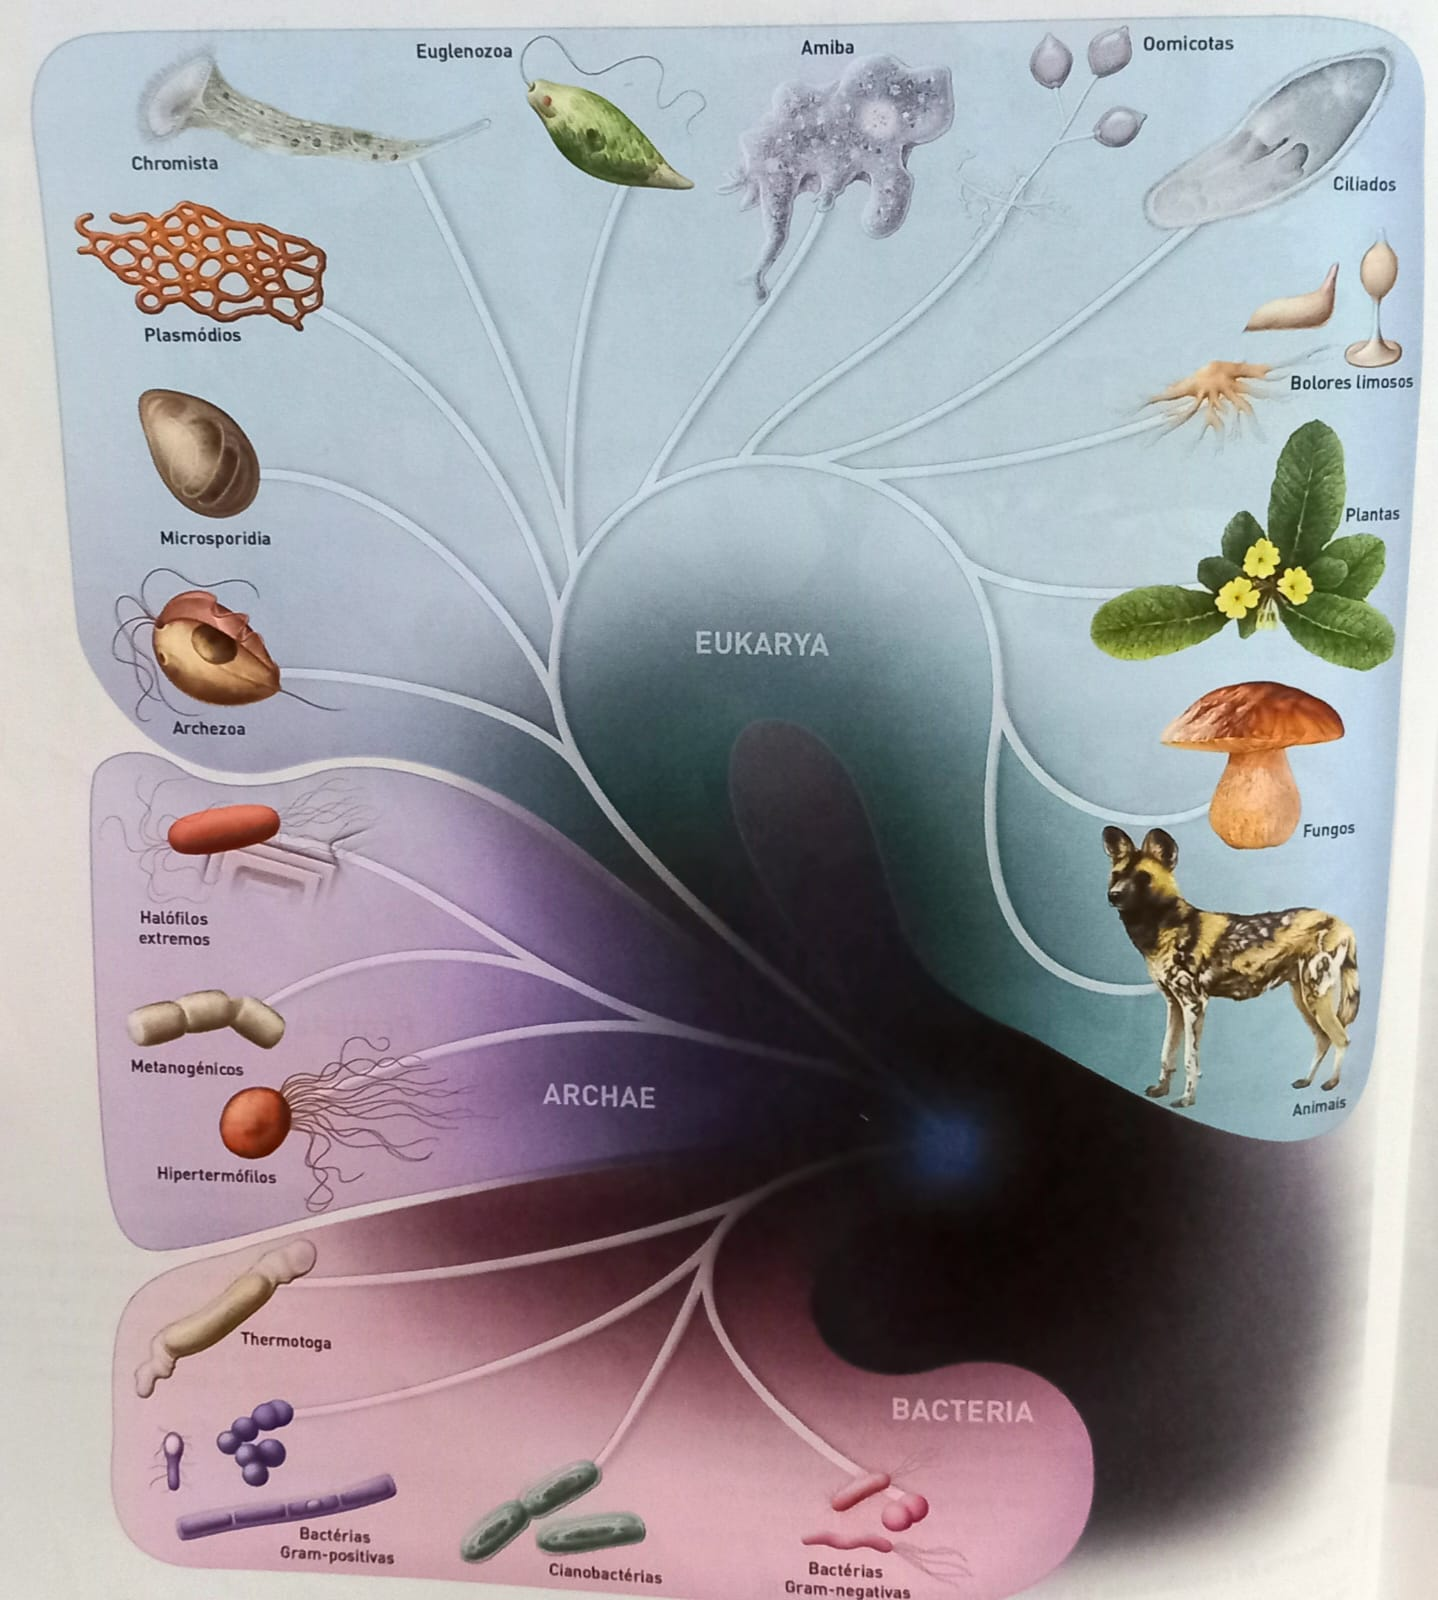 Euglenozoa
Amiba
Oomicotas
Chromista
Ciliados
Plasmódios
Bolores limosos
Microsporidia
Plantas
EUKARYA
Archezoa
Fungos
Halófilos
extremos
Metanogénicos
ARCHAE
Animais
Hipertermófilos
Thermotoga
BACTERIA
Bactérias
Gram-positivas
Cianobactérias
Bactérias
Gram-negativas